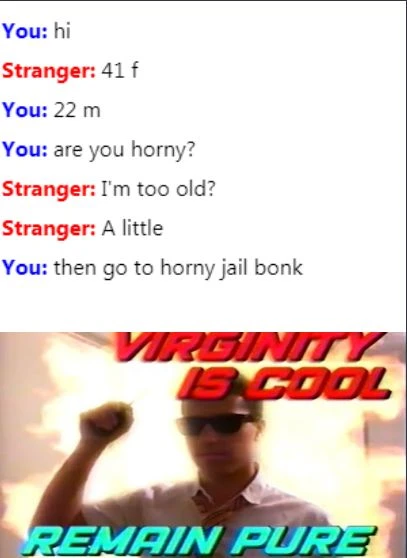 You: hi
Stranger: 41 f
You: 22 m
You: are you horny?
Stranger: I'm too old?
Stranger: A little
You: then go to horny jail bonk
VIRGINITY
IS COOL
REMAIN PURE